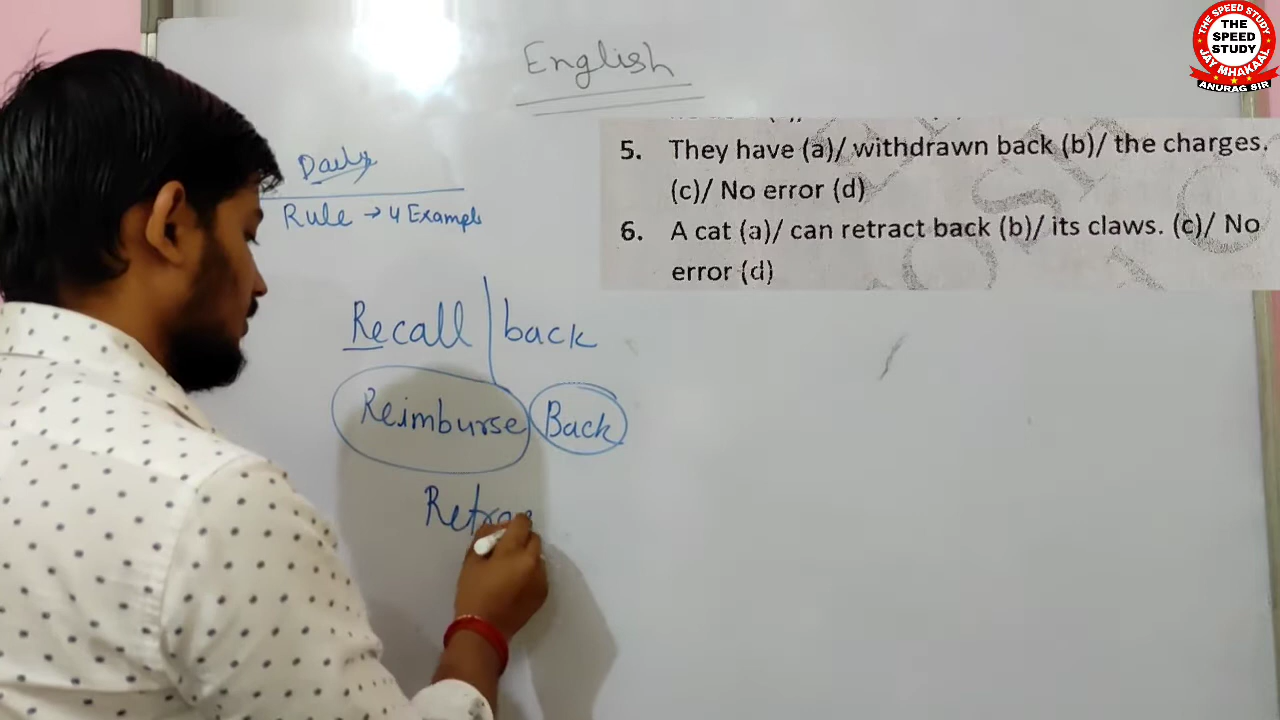 English
THE SPEED STUDY
THE
SPEED
STUDY
JAY MHAKAAL
ANURAG SIR
5. They have (a)/ withdrawn back (b)/ the charges.
(c)/ No error (d)
6. A cat (a)/ can retract back (b)/ its claws. (c)/ No
error (d)
Daily
Rule → 4 Example
Recall | back
Reimburse Back